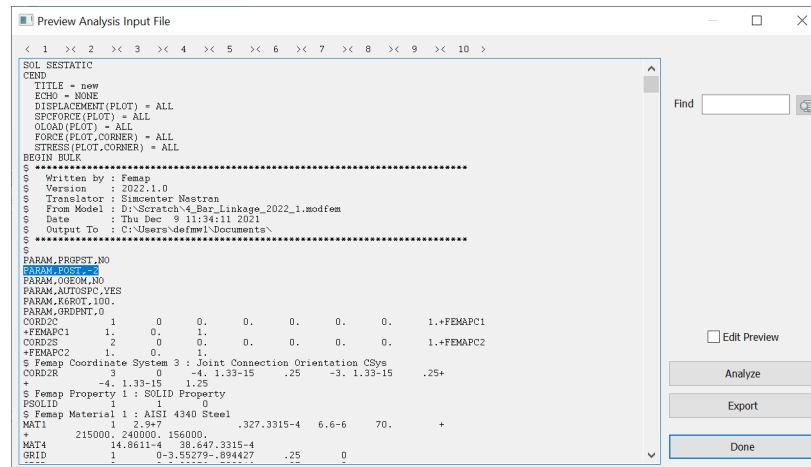 Preview Analysis Input File
< 1 >< 2 >< 3 >< 4 >< 5 >< 6 >< 7 >< 8 >< 9 >< 10 >
SOL SESTATIC
CEND
TITLE = new
ECHO = NONE
DISPLACEMENT(PLOT) = ALL
SPCFORCE(PLOT) = ALL
OLOAD(PLOT) = ALL
FORCE(PLOT,CORNER) = ALL
STRESS(PLOT,CORNER) = ALL
BEGIN BULK
$ ***************************************************************************
$ Written by : Femap
$ Version : 2022.1.0
$ Translator : Simcenter Nastran
$ From Model : D:\Scratch\4_Bar_Linkage_2022_1.modfem
$ Date : Thu Dec 9 11:34:11 2021
$ Output To : C:\Users\defmwl\Documents\
$ ***************************************************************************
$
PARAM,PRGPST,NO
PARAM,POST,-2
PARAM,OGEOM,NO
PARAM,AUTOSPC,YES
PARAM,K6ROT,100.
PARAM,GRDPNT,0
CORD2C 1 0 0. 0. 0. 0. 0. 1.+FEMAPC1
+FEMAPC1 1. 0. 1.
CORD2S 2 0 0. 0. 0. 0. 0. 1.+FEMAPC2
+FEMAPC2 1. 0. 1.
$ Femap Coordinate System 3 : Joint Connection Orientation CSys
CORD2R 3 0 -4. 1.33-15 .25 -3. 1.33-15 .25+
+ -4. 1.33-15 1.25
$ Femap Property 1 : SOLID Property
PSOLID 1 1 0
$ Femap Material 1 : AISI 4340 Steel
MAT1 1 2.9+7 .327.3315-4 6.6-6 70. +
+ 215000. 240000. 156000.
MAT4 14.8611-4 38.647.3315-4
GRID 1 0-3.55279-.894427 .25 0
Find
Edit Preview
Analyze
Export
Done